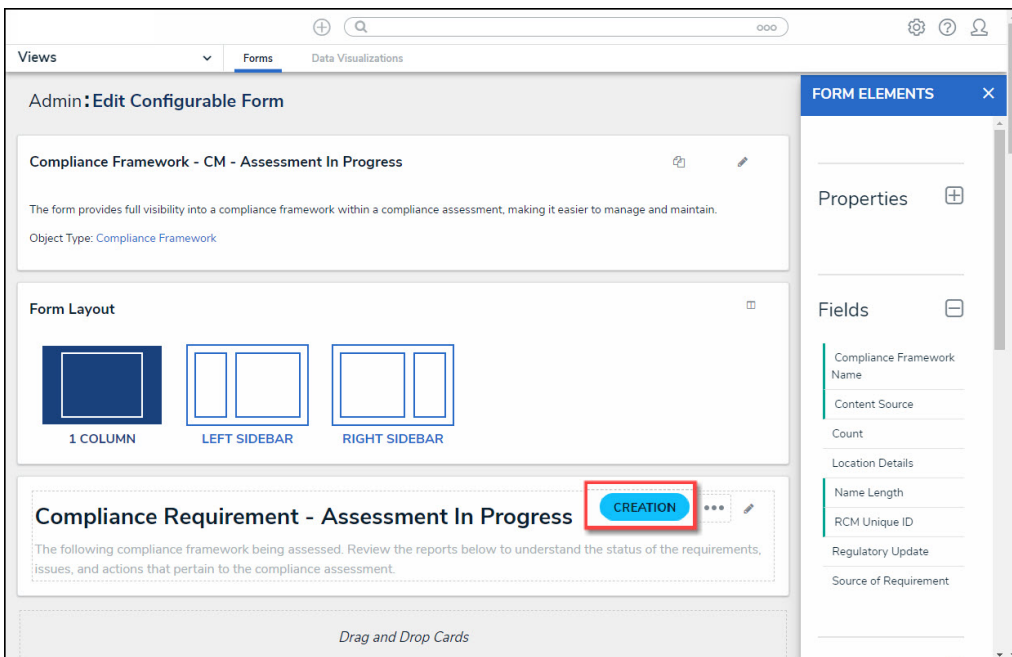 Views
Forms
Data Visualizations
Admin:Edit Configurable Form
Compliance Framework - CM - Assessment In Progress
The form provides full visibility into a compliance framework within a compliance assessment, making it easier to manage and maintain.
Object Type: Compliance Framework
Form Layout
1 COLUMN
LEFT SIDEBAR
RIGHT SIDEBAR
Compliance Requirement - Assessment In Progress
CREATION
The following compliance framework being assessed. Review the reports below to understand the status of the requirements,
issues, and actions that pertain to the compliance assessment.
Drag and Drop Cards
FORM ELEMENTS
Properties
Fields
Compliance Framework
Name
Content Source
Count
Location Details
Name Length
RCM Unique ID
Regulatory Update
Source of Requirement